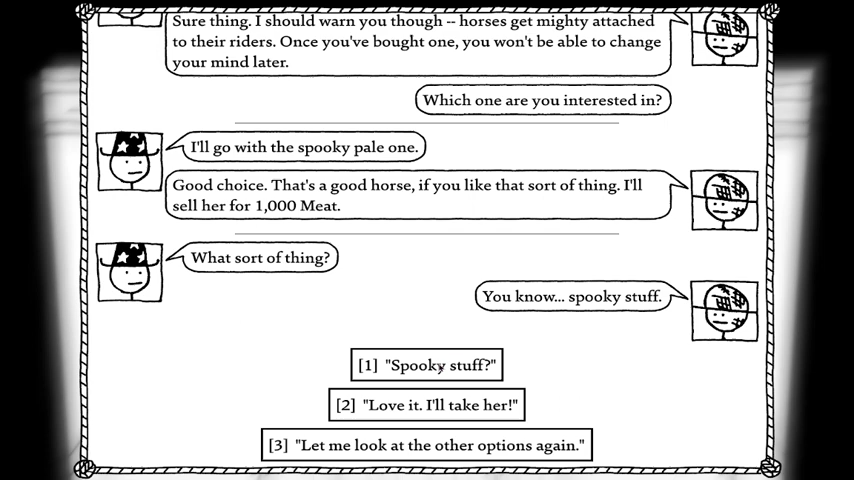 Sure thing. I should warn you though -- horses get mighty attached
to their riders. Once you've bought one, you won't be able to change
your mind later.
Which one are you interested in?
I'll go with the spooky pale one.
Good choice. That's a good horse, if you like that sort of thing. I'll
sell her for 1,000 Meat.
What sort of thing?
You know... spooky stuff.
[1] "Spooky stuff?"
[2] "Love it. I'll take her!"
[3] "Let me look at the other options again."